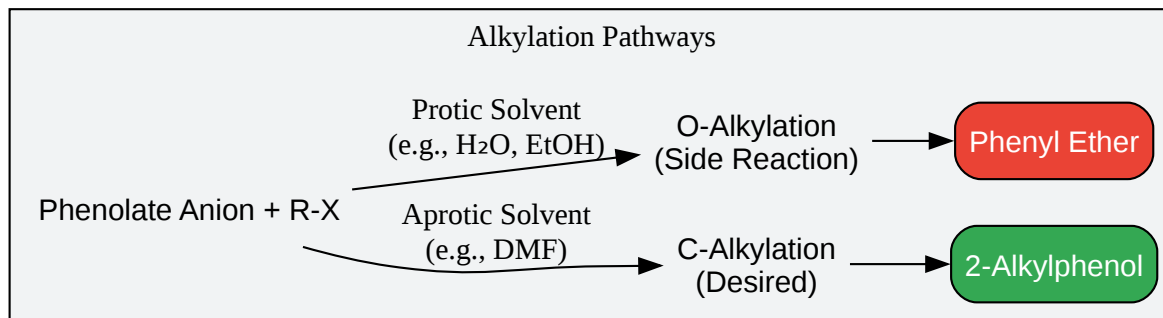 Alkylation Pathways
Protic Solvent
(e.g., H₂O, EtOH)
O-Alkylation
(Side Reaction)
Phenyl Ether
Phenolate Anion + R-X
Aprotic Solvent
(e.g., DMF)
C-Alkylation
(Desired)
2-Alkylphenol